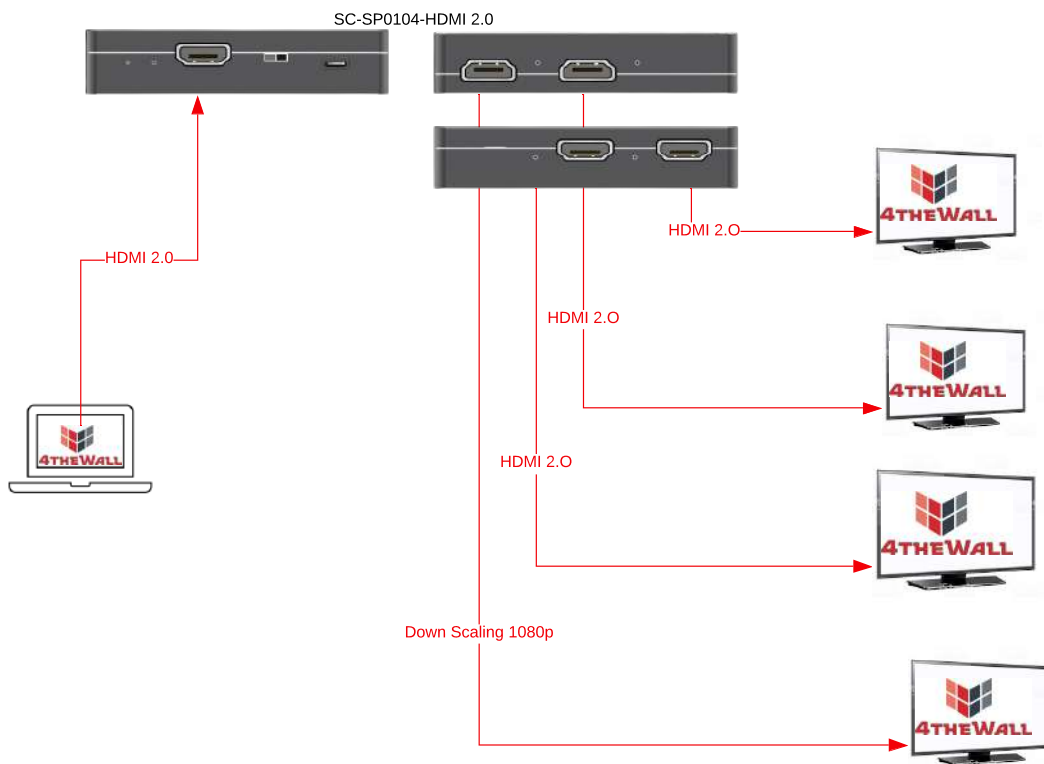 SC-SP0104-HDMI 2.0
4THEWALL
HDMI 2.O
HDMI 2.0
HDMI 2.O
4THEWALL
4THEWALL
HDMI 2.O
4THEWALL
Down Scaling 1080p
4THEWALL